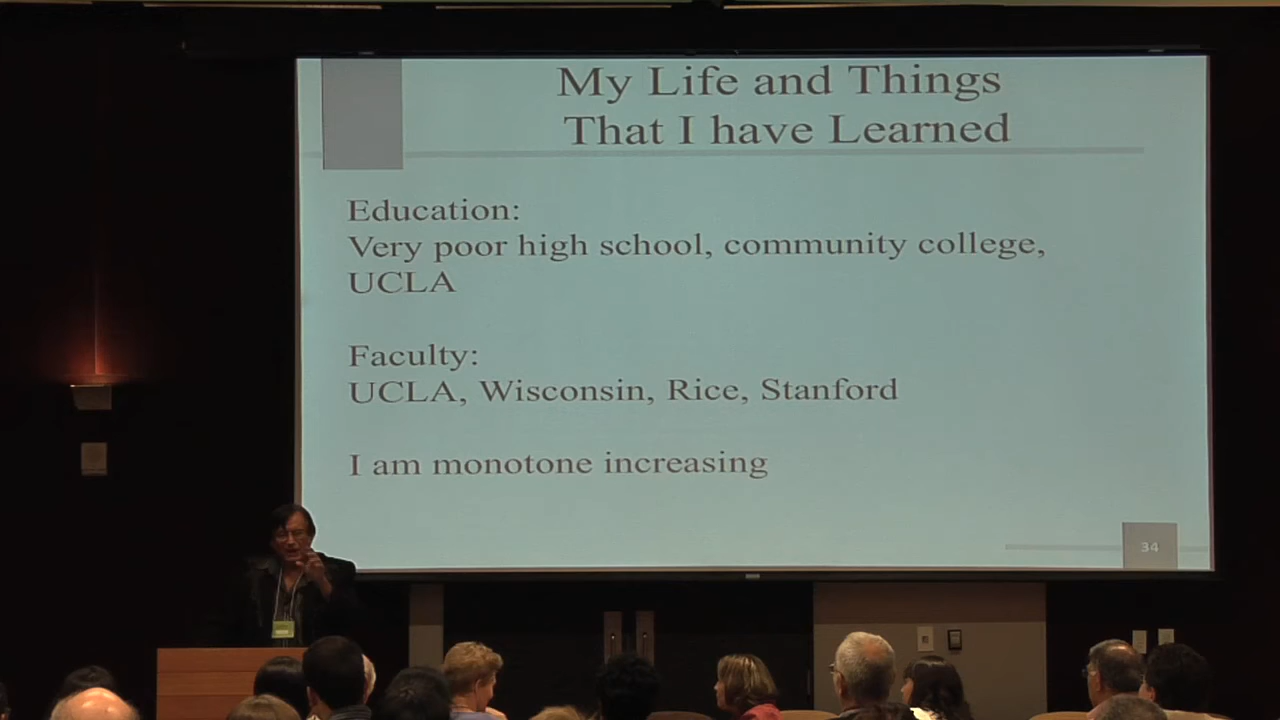 My Life and Things
That I have Learned
Education:
Very poor high school, community college,
UCLA
Faculty:
UCLA, Wisconsin, Rice, Stanford
I am monotone increasing
34